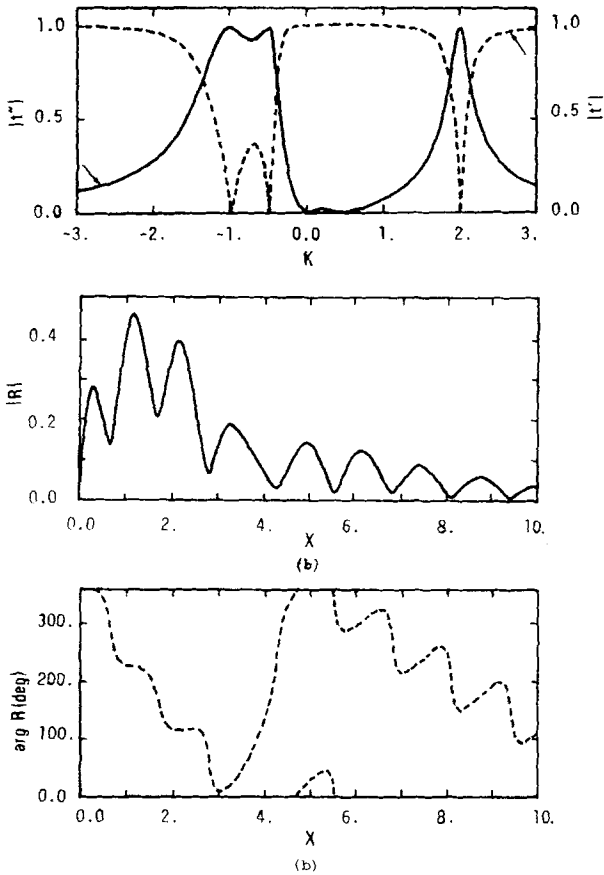 1.0
1.0
|t''|
0.5
0.5
|t'|
0.0
0.0
-3. -2. -1. 0.0 1. 2. 3.
K
0.4
|R|
0.2
0.0
0.0 2. 4. 6. 8. 10.
X
(b)
300.
arg R(deg)
200.
100.
0.0
0.0 2. 4. 6. 8. 10.
X
(b)